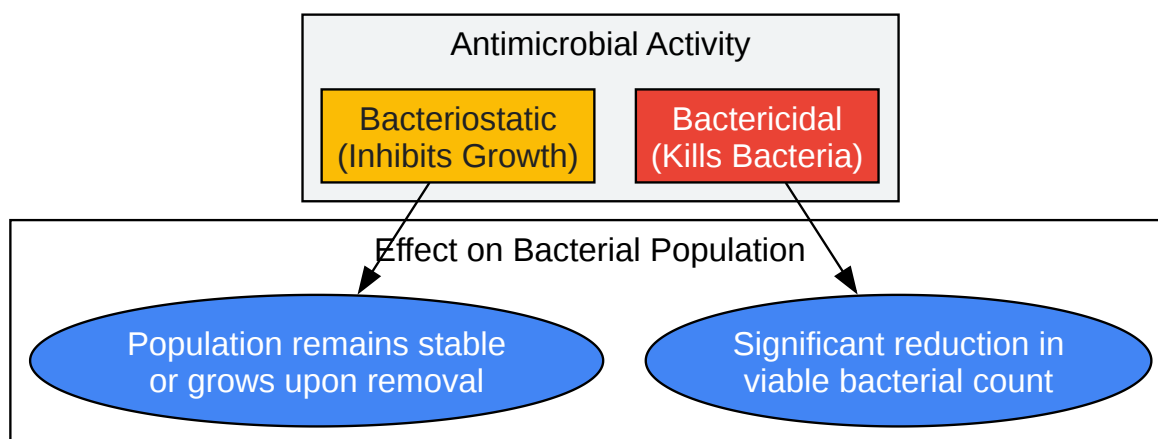 Antimicrobial Activity
Bacteriostatic
(Inhibits Growth)
Bactericidal
(Kills Bacteria)
Effect on Bacterial Population
Population remains stable
or grows upon removal
Significant reduction in
viable bacterial count